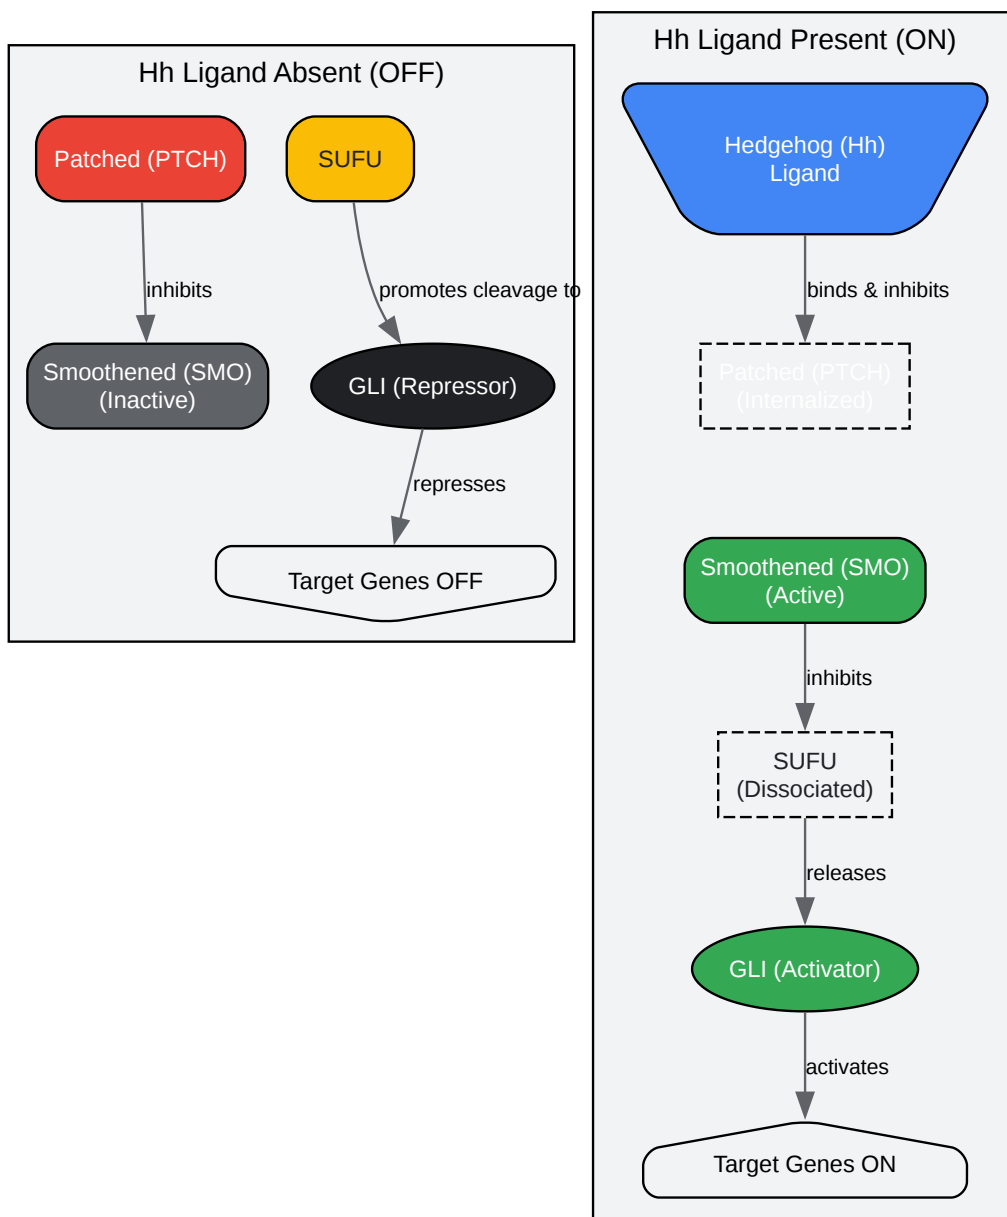 Hh Ligand Absent (OFF)
Patched (PTCH)
SUFU
inhibits
promotes cleavage to
Smoothened (SMO)
(Inactive)
GLI (Repressor)
represses
Target Genes OFF
Hh Ligand Present (ON)
Hedgehog (Hh)
Ligand
binds & inhibits
Patched (PTCH)
(Internalized)
Smoothened (SMO)
(Active)
inhibits
SUFU
(Dissociated)
releases
GLI (Activator)
activates
Target Genes ON